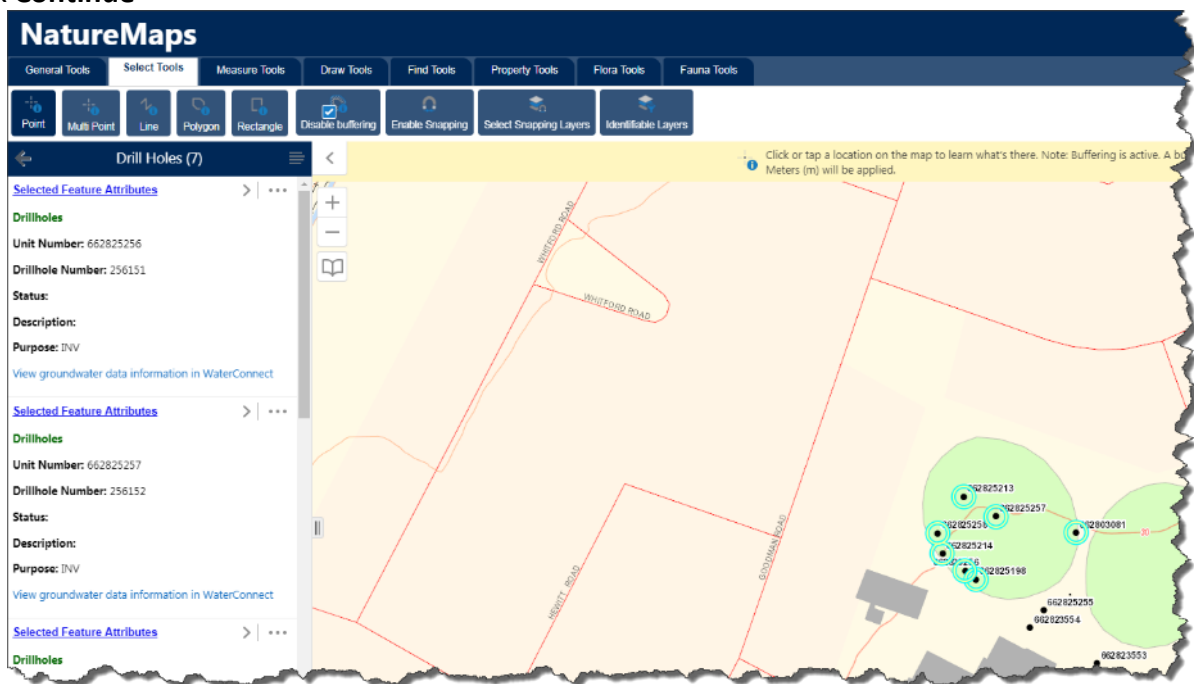 NatureMaps
General Tools
Select Tools
Measure Tools
Draw Tools
Find Tools
Property Tools
Flora Tools
Fauna Tools
Point
Multi Point
Line
Polygon
Rectangle
Disable buffering
Enable Snapping
Select Snapping Layers
Identifiable Layers
Drill Holes (7)
Click or tap a location on the map to learn what's there. Note: Buffering is active. A
Meters (m) will be applied.
Selected Feature Attributes
Drillholes
Unit Number: 662825256
Drillhole Number: 256151
Status:
Description:
Purpose: INV
View groundwater data information in WaterConnect
Selected Feature Attributes
Drillholes
Unit Number: 662825257
Drillhole Number: 256152
Status:
Description:
Purpose: INV
View groundwater data information in WaterConnect
Selected Feature Attributes
Drillholes
WHITFORD ROAD
WHITFORD ROAD
HEWITT ROAD
GOODMAN ROAD
662825213
662825257
662803081
20
662825214
662825198
662825255
662823554
662823553